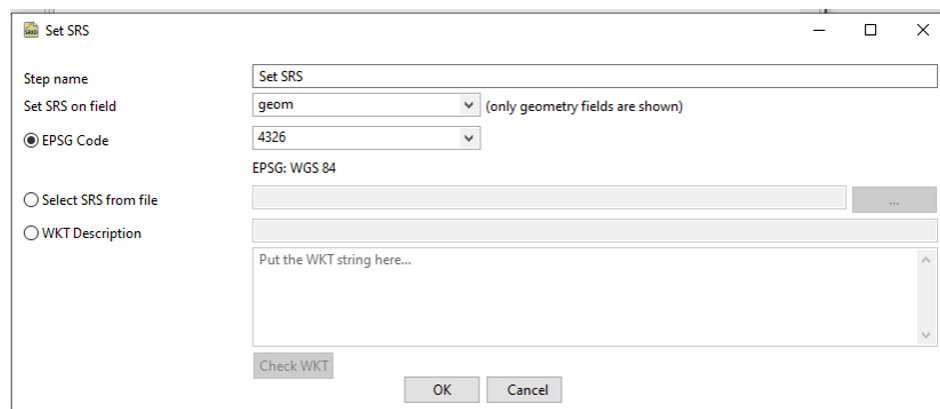 Set SRS
Step name Set SRS
Set SRS on field geom (only geometry fields are shown)
EPSG Code 4326
EPSG: WGS 84
Select SRS from file ...
WKT Description
Put the WKT string here...
Check WKT
OK Cancel